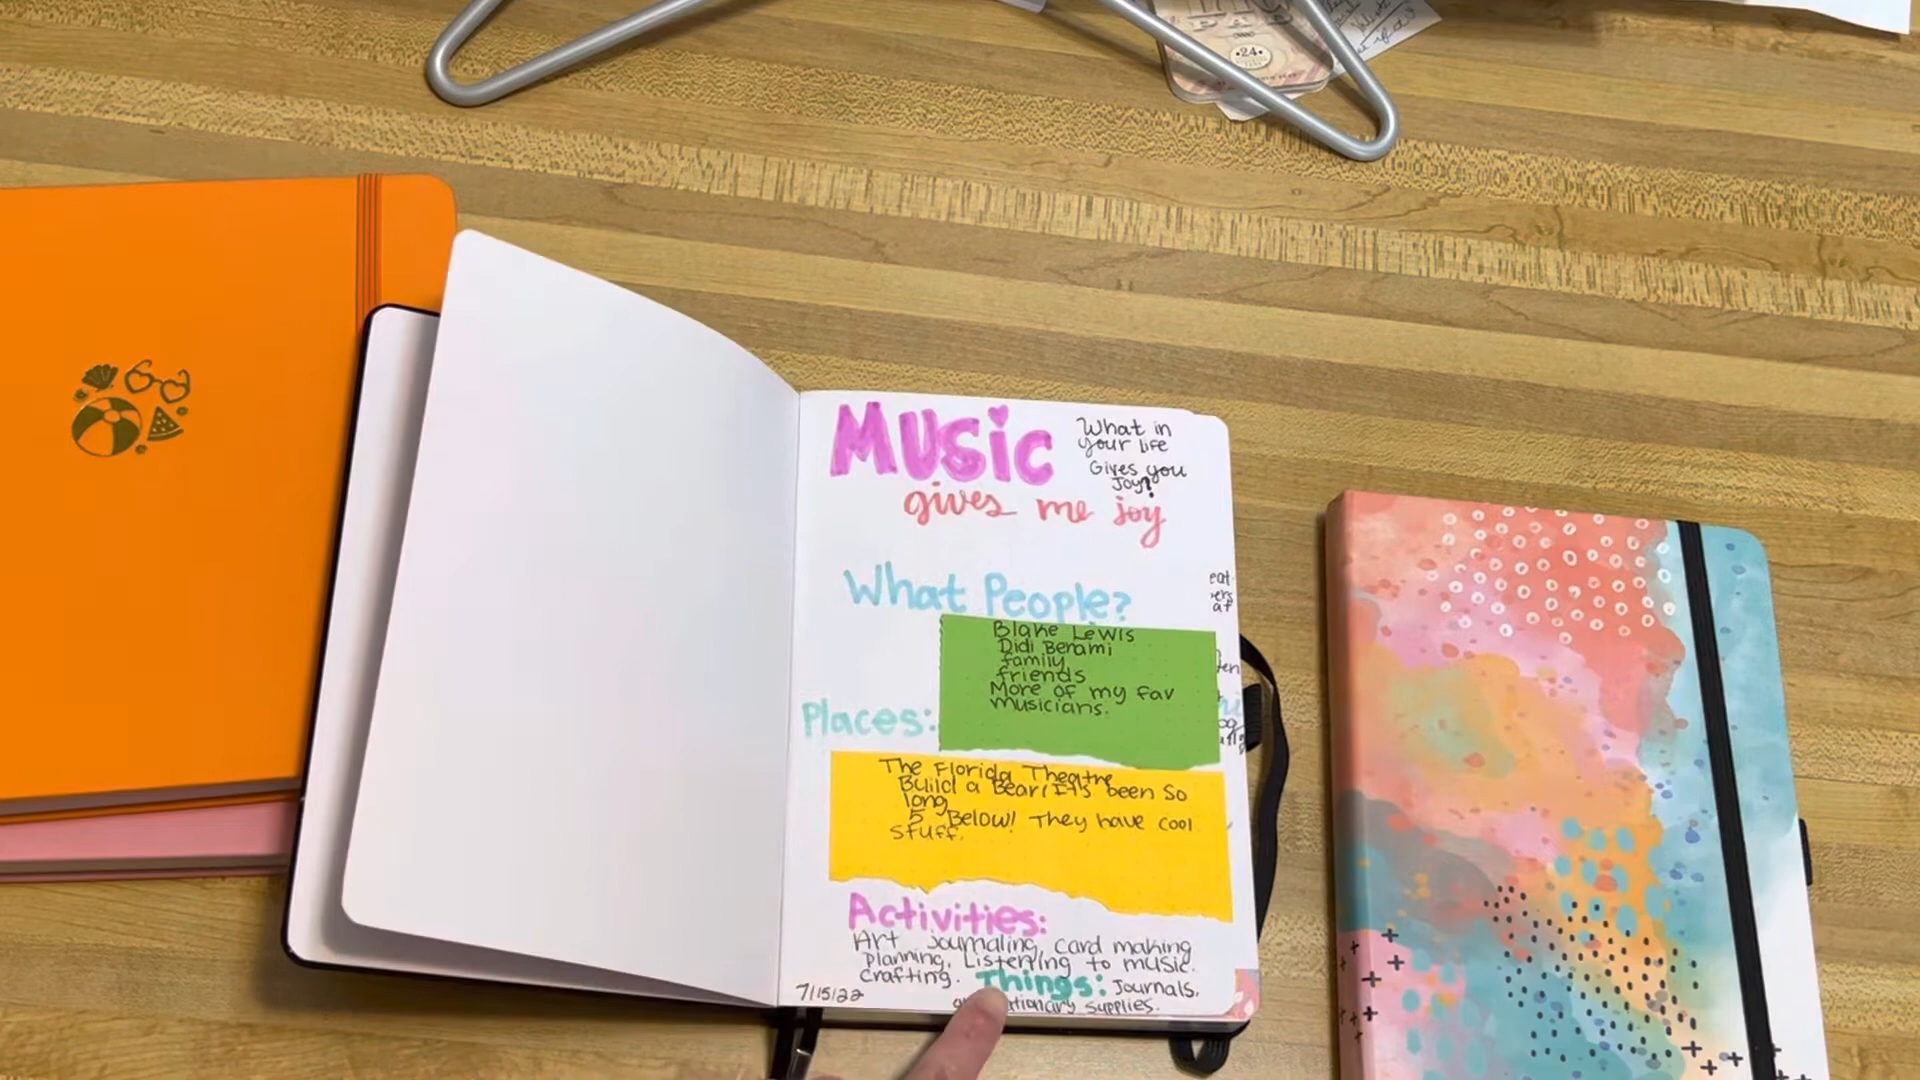 24
MUSic
What in
your life
Gives you
Joy?
gives me joy
What People?
Blake Lewis
Didi Benami
family
friends
More of my fav
musicians.
Places:
The Florida Theatre
Build a Bear(It's been so
long
5 Below! They have cool
stuff.
Activities:
Art journaling, card making
planning, Listening to music.
crafting. Things: Journals,
supplies.
7/15/22